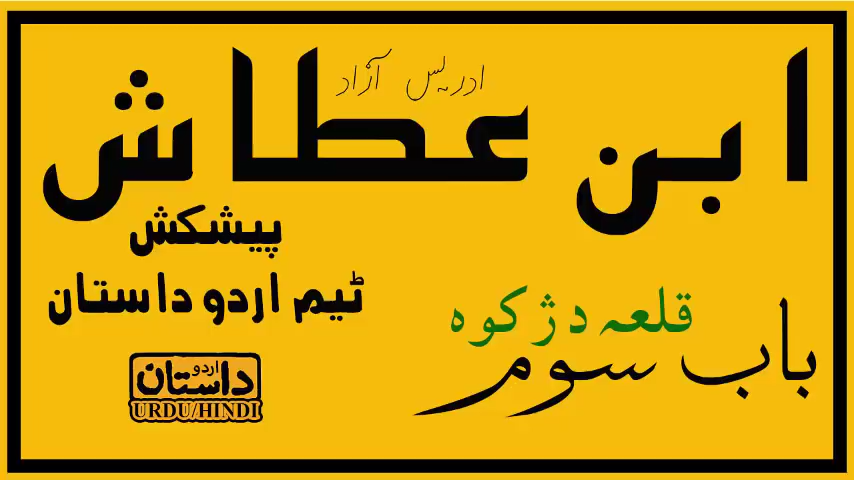 ادریس آزاد
ابن عطاش
پیشکش
ٹیم اردو داستان
قلعہ دژکوہ
باب سوم
اردو
داستان
URDU/HINDI